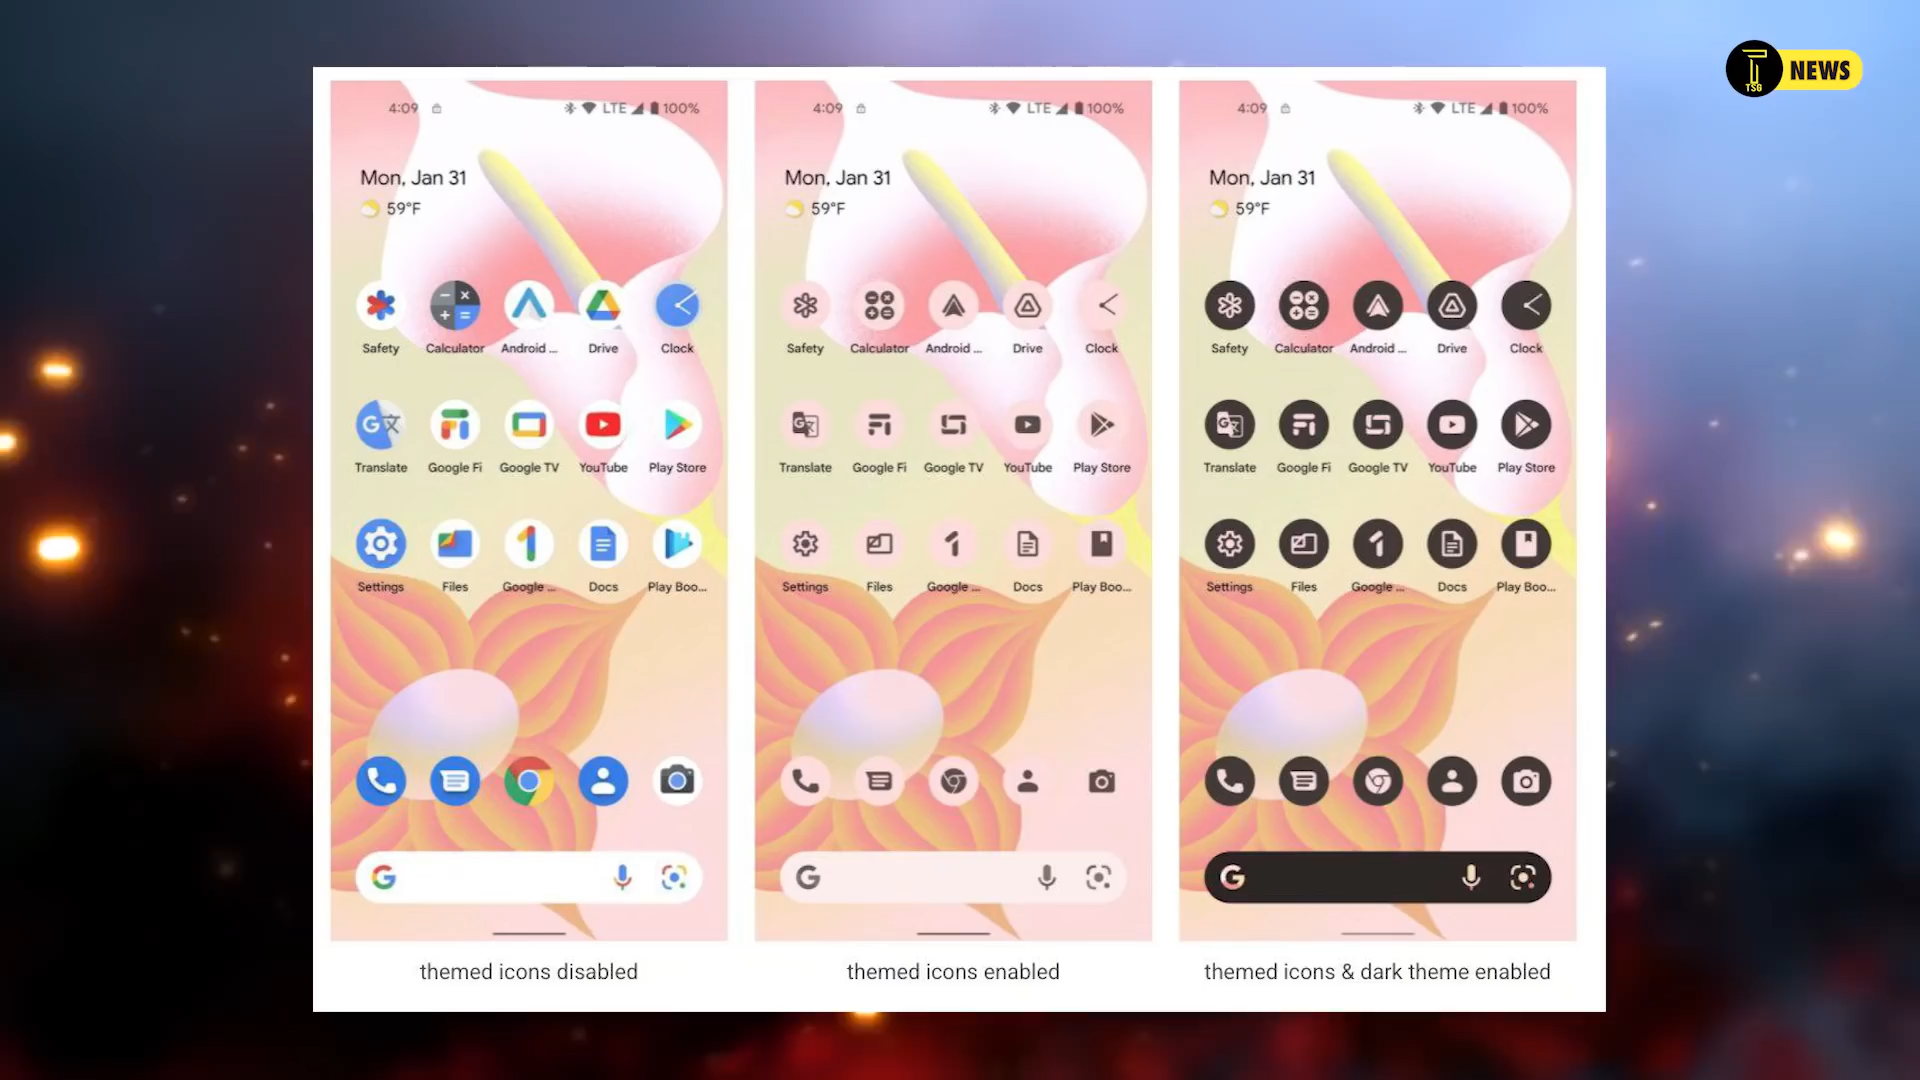 TSG
NEWS
4:09 LTE 100%
Mon, Jan 31
59°F
Safety Calculator Android ... Drive Clock
Translate Google Fi Google TV YouTube Play Store
Settings Files Google ... Docs Play Boo...
themed icons disabled
4:09 LTE 100%
Mon, Jan 31
59°F
Safety Calculator Android ... Drive Clock
Translate Google Fi Google TV YouTube Play Store
Settings Files Google ... Docs Play Boo...
themed icons enabled
4:09 LTE 100%
Mon, Jan 31
59°F
Safety Calculator Android ... Drive Clock
Translate Google Fi Google TV YouTube Play Store
Settings Files Google ... Docs Play Boo...
themed icons & dark theme enabled